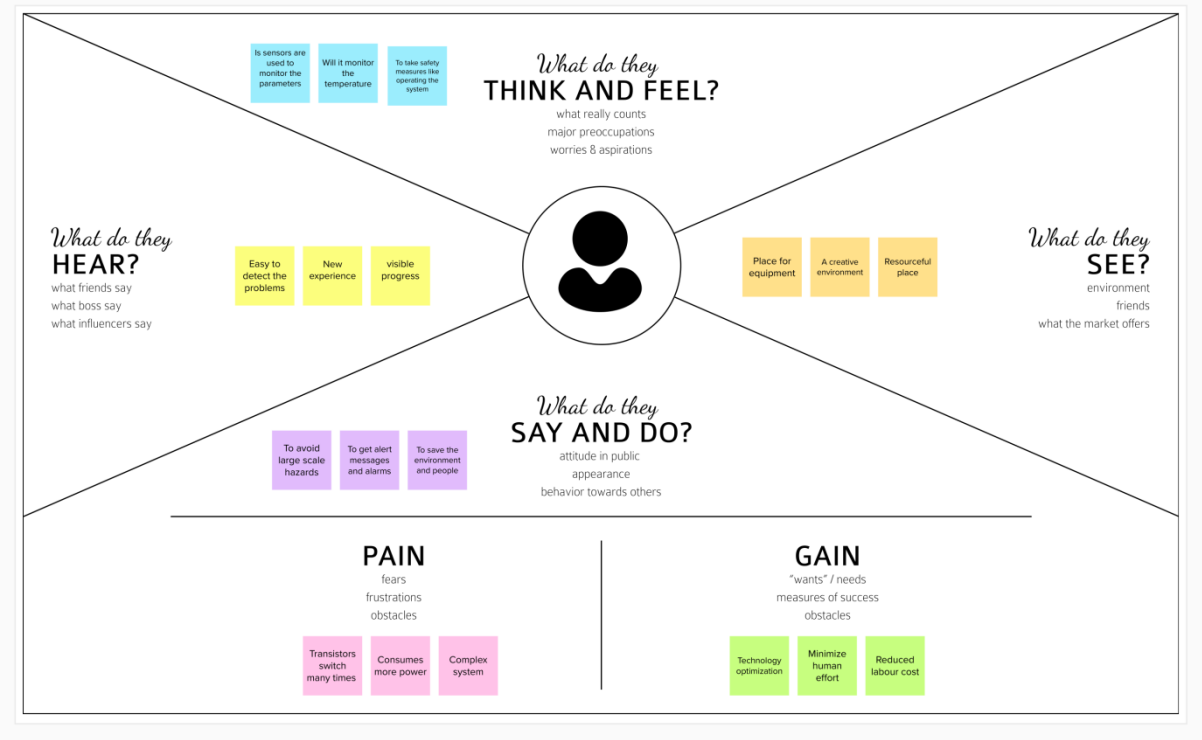 Is sensors are
used to
monitor the
parameters
Will it monitor
the
temperature
To take safety
measures like
operating the
system
What do they
THINK AND FEEL?
what really counts
major preoccupations
worries & aspirations
What do they
HEAR?
what friends say
what boss say
what influencers say
Easy to
detect the
problems
New
experience
visible
progress
Place for
equipment
A creative
environment
Resourceful
place
What do they
SEE?
environment
friends
what the market offers
What do they
SAY AND DO?
attitude in public
appearance
behavior towards others
To avoid
large scale
hazards
To get alert
messages
and alarms
To save the
environment
and people
PAIN
fears
frustrations
obstacles
Transistors
switch
many times
Consumes
more power
Complex
system
GAIN
“wants” / needs
measures of success
obstacles
Technology
optimization
Minimize
human
effort
Reduced
labour cost